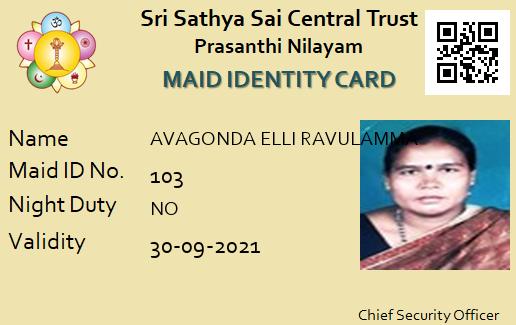 Sri Sathya Sai Central Trust
Prasanthi Nilayam
MAID IDENTITY CARD
Name AVAGONDA ELLI RAVULAMMA
Maid ID No. 103
Night Duty NO
Validity 30-09-2021
Chief Security Officer